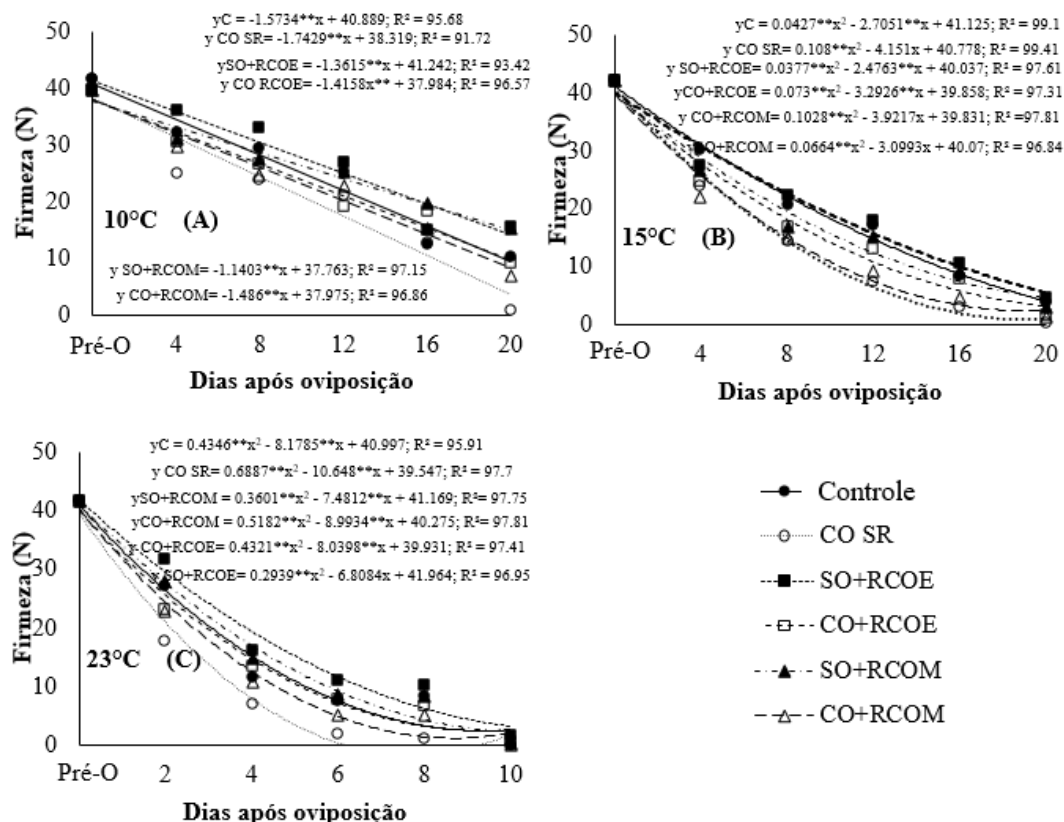 yC = -1.5734**x + 40.889; R² = 95.68
y CO SR= -1.7429**x + 38.319; R² = 91.72
ySO+RCOE= -1.3615**x + 41.242; R² = 93.42
y CO RCOE= -1.4158x** + 37.984; R² = 96.57
50
40
30
20
10
0
Firmeza (N)
10°C (A)
y SO+RCOM= -1.1403**x + 37.763; R² = 97.15
y CO+RCOM= -1.486**x + 37.975; R² = 96.86
Pré-O 4 8 12 16 20
Dias após oviposição
yC = 0.0427**x² - 2.7051**x + 41.125; R² = 99.1
y CO SR= 0.108**x² - 4.151x + 40.778; R² = 99.41
y SO+RCOE= 0.0377**x² - 2.4763**x + 40.037; R² = 97.61
yCO+RCOE= 0.073**x² - 3.2926**x + 39.858; R² = 97.31
y CO+RCOM= 0.1028**x² - 3.9217**x + 39.831; R² = 97.81
O+RCOM= 0.0664**x² - 3.0993x + 40.07; R² = 96.84
50
40
30
20
10
0
Firmeza (N)
15°C (B)
Pré-O 4 8 12 16 20
Dias após oviposição
yC = 0.4346**x² - 8.1785**x + 40.997; R² = 95.91
y CO SR= 0.6887**x² - 10.648**x + 39.547; R² = 97.7
ySO+RCOM = 0.3601**x² - 7.4812**x + 41.169; R² = 97.75
yCO+RCOM= 0.5182**x² - 8.9934**x + 40.275; R² = 97.81
y CO+RCOE= 0.4321**x² - 8.0398**x + 39.931; R² = 97.41
y SO+RCOE= 0.2939**x² - 6.8084**x + 41.964; R² = 96.95
50
40
30
20
10
0
Firmeza (N)
23°C (C)
Pré-O 2 4 6 8 10
Dias após oviposição
Controle
CO SR
SO+RCOE
CO+RCOE
SO+RCOM
CO+RCOM